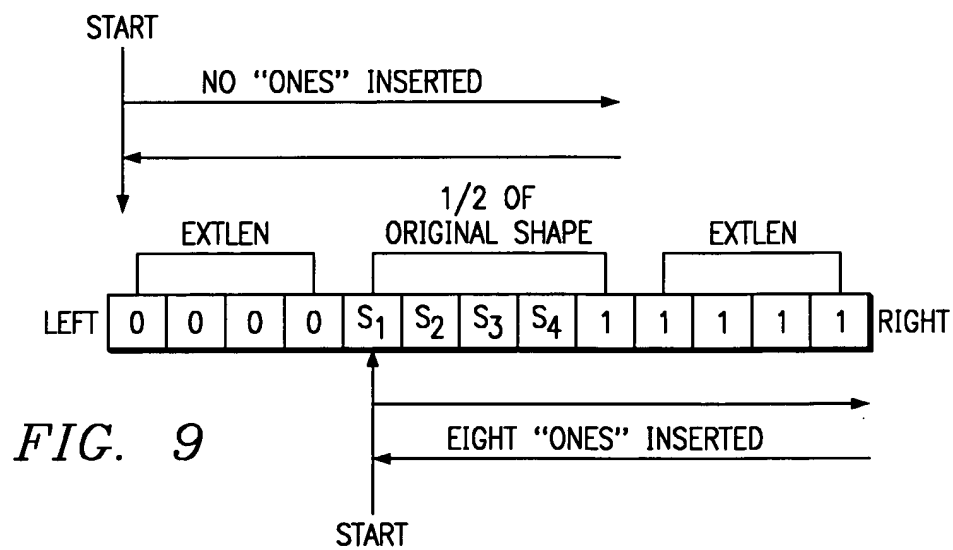 START
NO "ONES" INSERTED
1/2 OF
EXTLEN ORIGINAL SHAPE EXTLEN
LEFT 0 0 0 0 S1 S2 S3 S4 1 1 1 1 1 RIGHT
EIGHT "ONES" INSERTED
FIG. 9
START